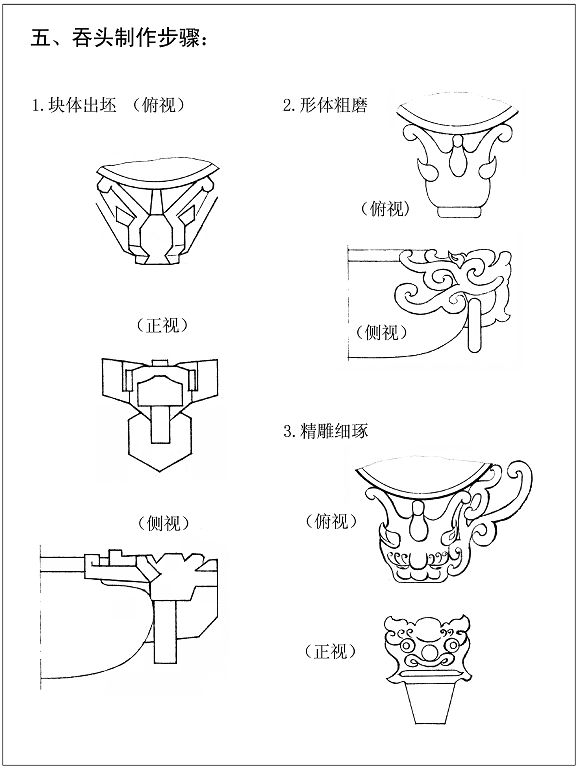 五、吞头制作步骤：
1.块体出坯 （俯视）
（正视）
（侧视）
2.形体粗磨
（俯视）
（侧视）
3.精雕细琢
（俯视）
（正视）